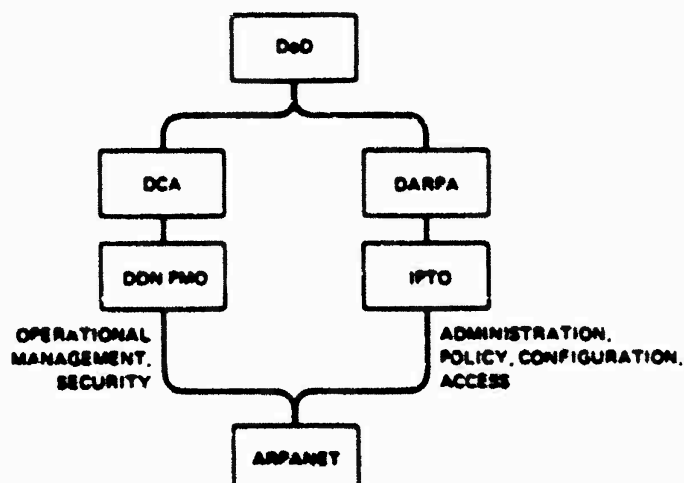 DoD
DCA
DARPA
DDN PMO
IPTO
OPERATIONAL
MANAGEMENT,
SECURITY
ADMINISTRATION,
POLICY, CONFIGURATION,
ACCESS
ARPANET